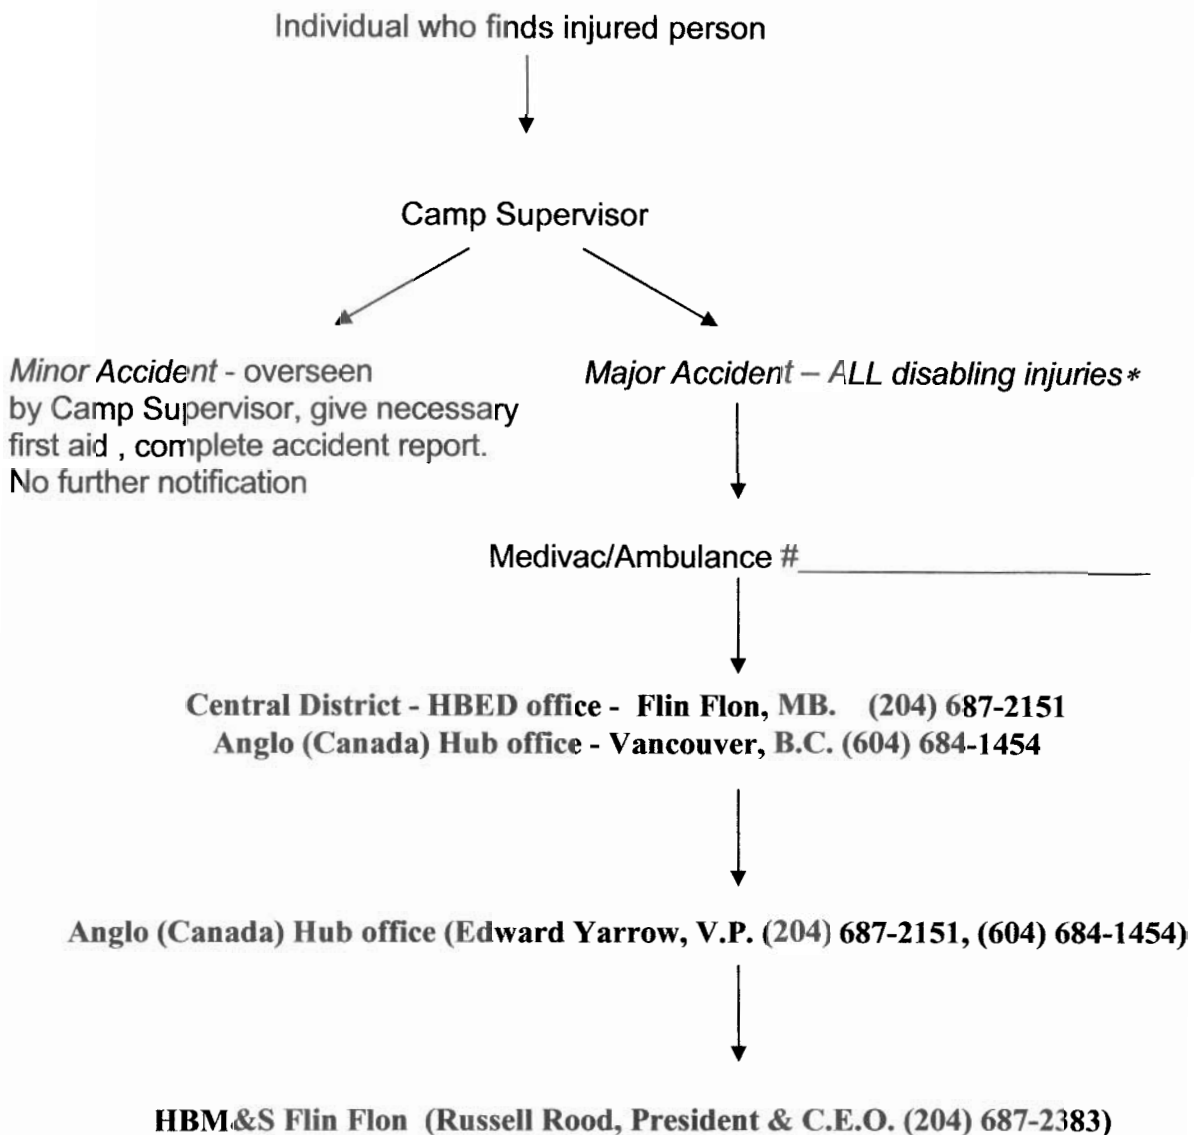 Individual who finds injured person
Camp Supervisor
Minor Accident - overseen
by Camp Supervisor, give necessary
first aid , complete accident report.
No further notification
Major Accident – ALL disabling injuries*
Medivac/Ambulance #
Central District - HBED office - Flin Flon, MB. (204) 687-2151
Anglo (Canada) Hub office - Vancouver, B.C. (604) 684-1454
Anglo (Canada) Hub office (Edward Yarrow, V.P. (204) 687-2151, (604) 684-1454)
HBM&S Flin Flon (Russell Rood, President & C.E.O. (204) 687-2383)